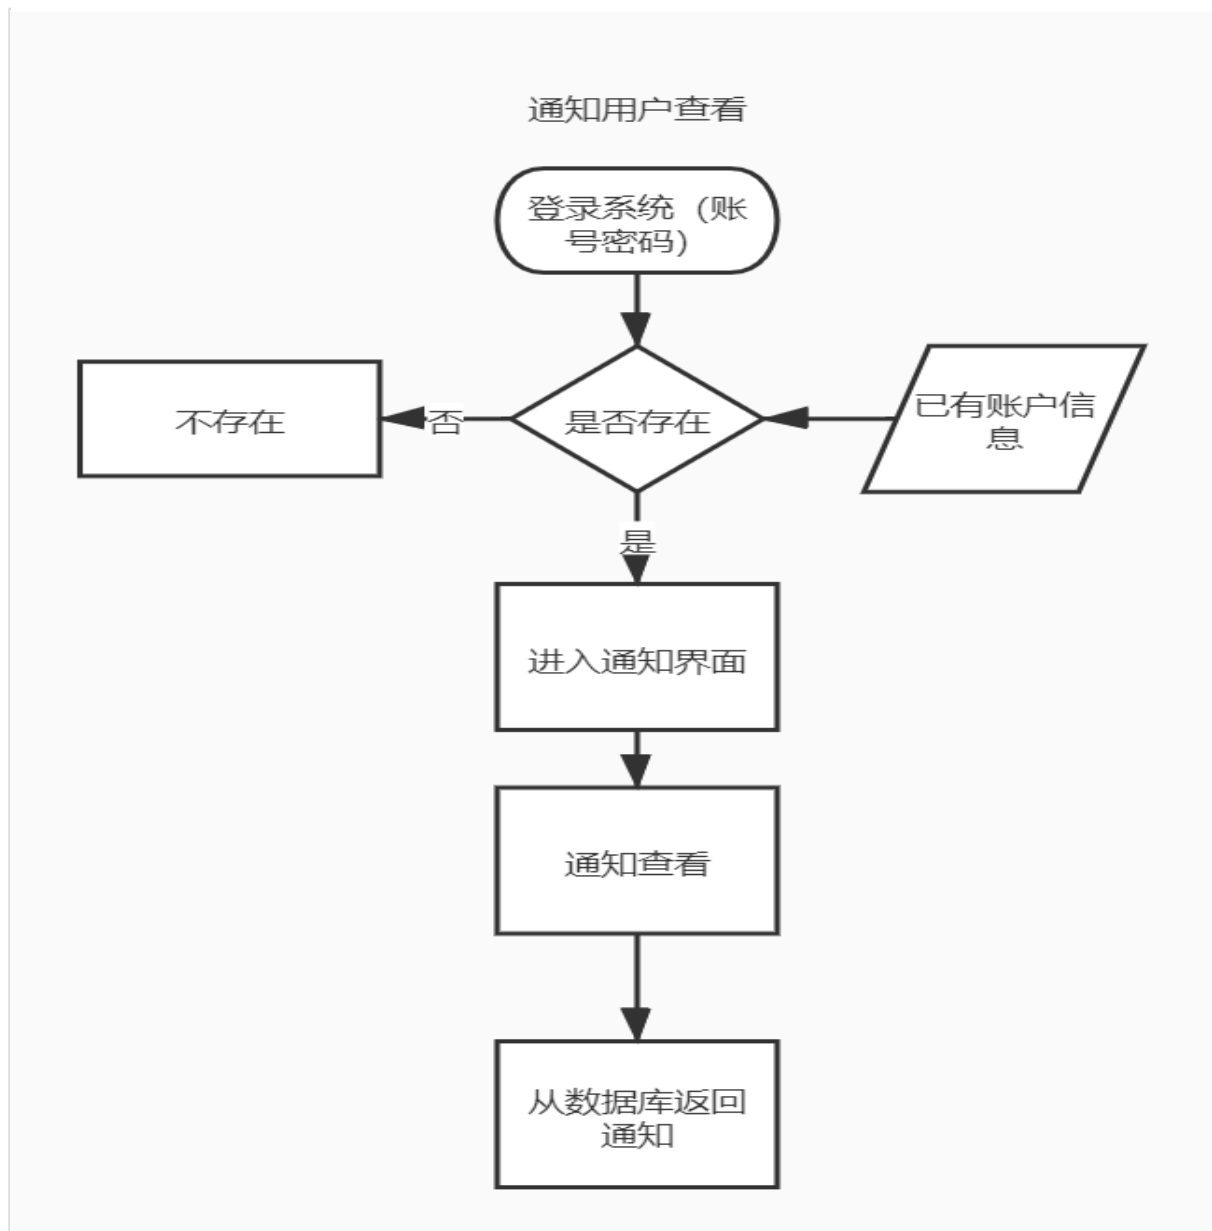 通知用户查看
登录系统（账
号密码）
不存在
否
是否存在
已有账户信
息
是
进入通知界面
通知查看
从数据库返回
通知